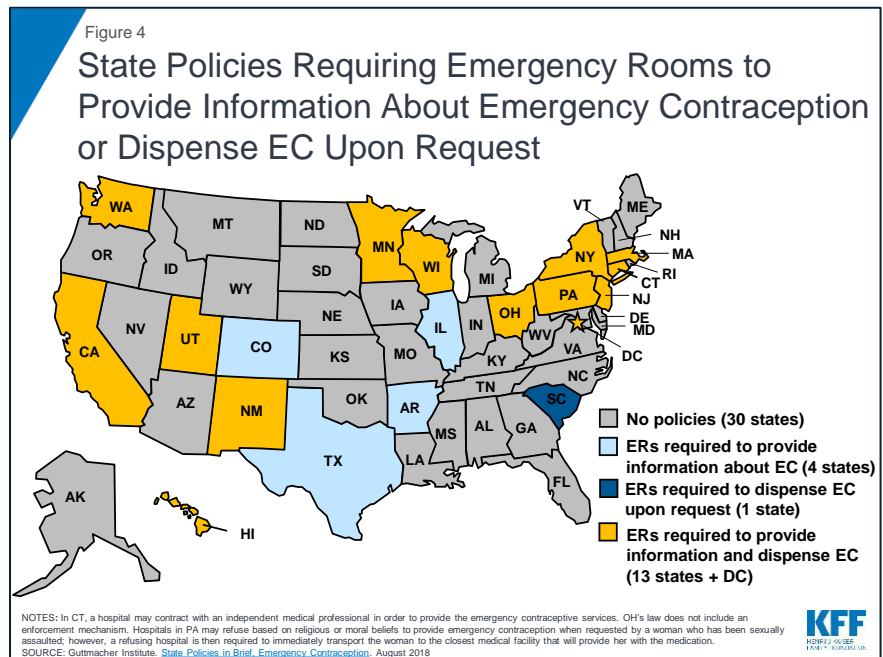 Figure 4
State Policies Requiring Emergency Rooms to
Provide Information About Emergency Contraception
or Dispense EC Upon Request
WA
MT
ND
MN
VT
ME
OR
ID
SD
WI
NY
NH
MA
RI
CT
WY
MI
PA
NJ
NV
NE
IA
OH
DE
MD
UT
CO
IL
IN
WV
DC
CA
KS
MO
KY
VA
AZ
NM
OK
AR
TN
NC
SC
TX
MS
AL
GA
LA
FL
AK
HI
No policies (30 states)
ERs required to provide
information about EC (4 states)
ERs required to dispense EC
upon request (1 state)
ERs required to provide
information and dispense EC
(13 states + DC)
NOTES: In CT, a hospital may contract with an independent medical professional in order to provide the emergency contraceptive services. OH's law does not include an
enforcement mechanism. Hospitals in PA may refuse based on religious or moral beliefs to provide emergency contraception when requested by a woman who has been sexually
assaulted; however, a refusing hospital is then required to immediately transport the woman to the closest medical facility that will provide her with the medication.
SOURCE: Guttmacher Institute, State Policies in Brief, Emergency Contraception, August 2018
KFF
HENRY J KAISER
FAMILY FOUNDATION